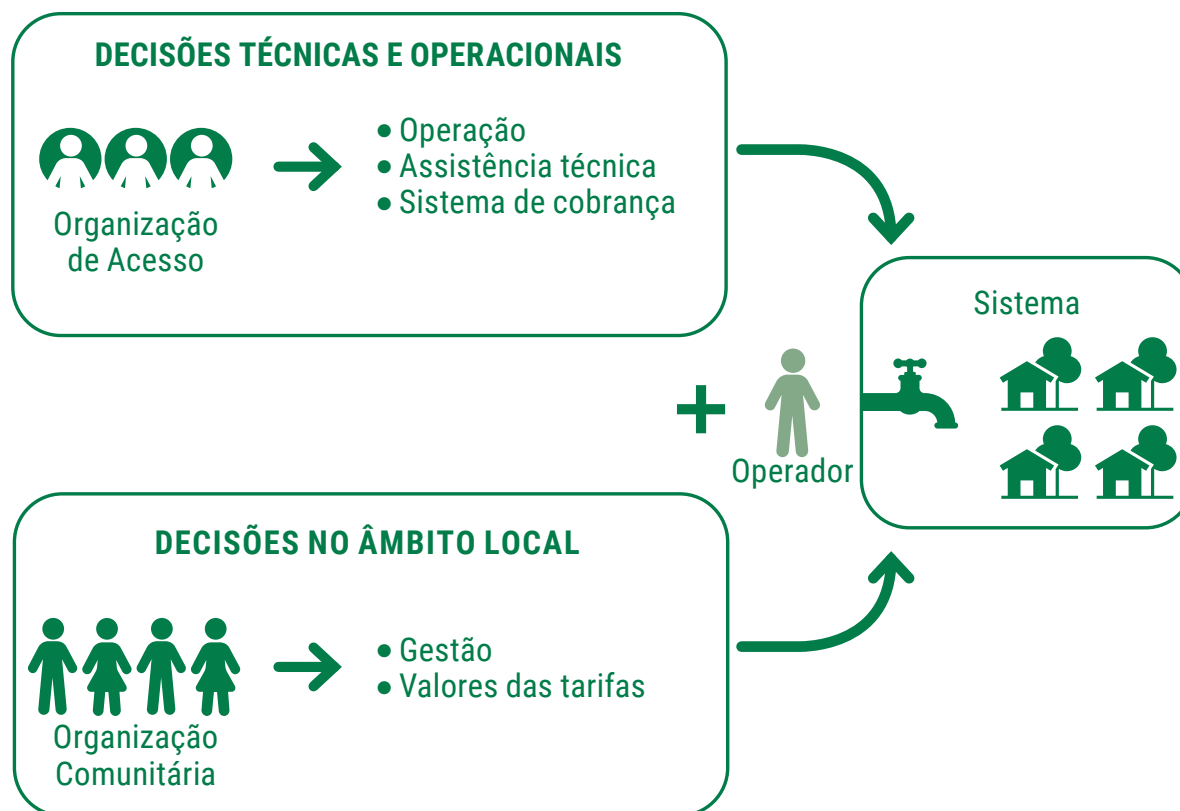 DECISÕES TÉCNICAS E OPERACIONAIS
Organização
de Acesso
• Operação
• Assistência técnica
• Sistema de cobrança
Sistema
Operador
DECISÕES NO ÂMBITO LOCAL
Organização
Comunitária
• Gestão
• Valores das tarifas